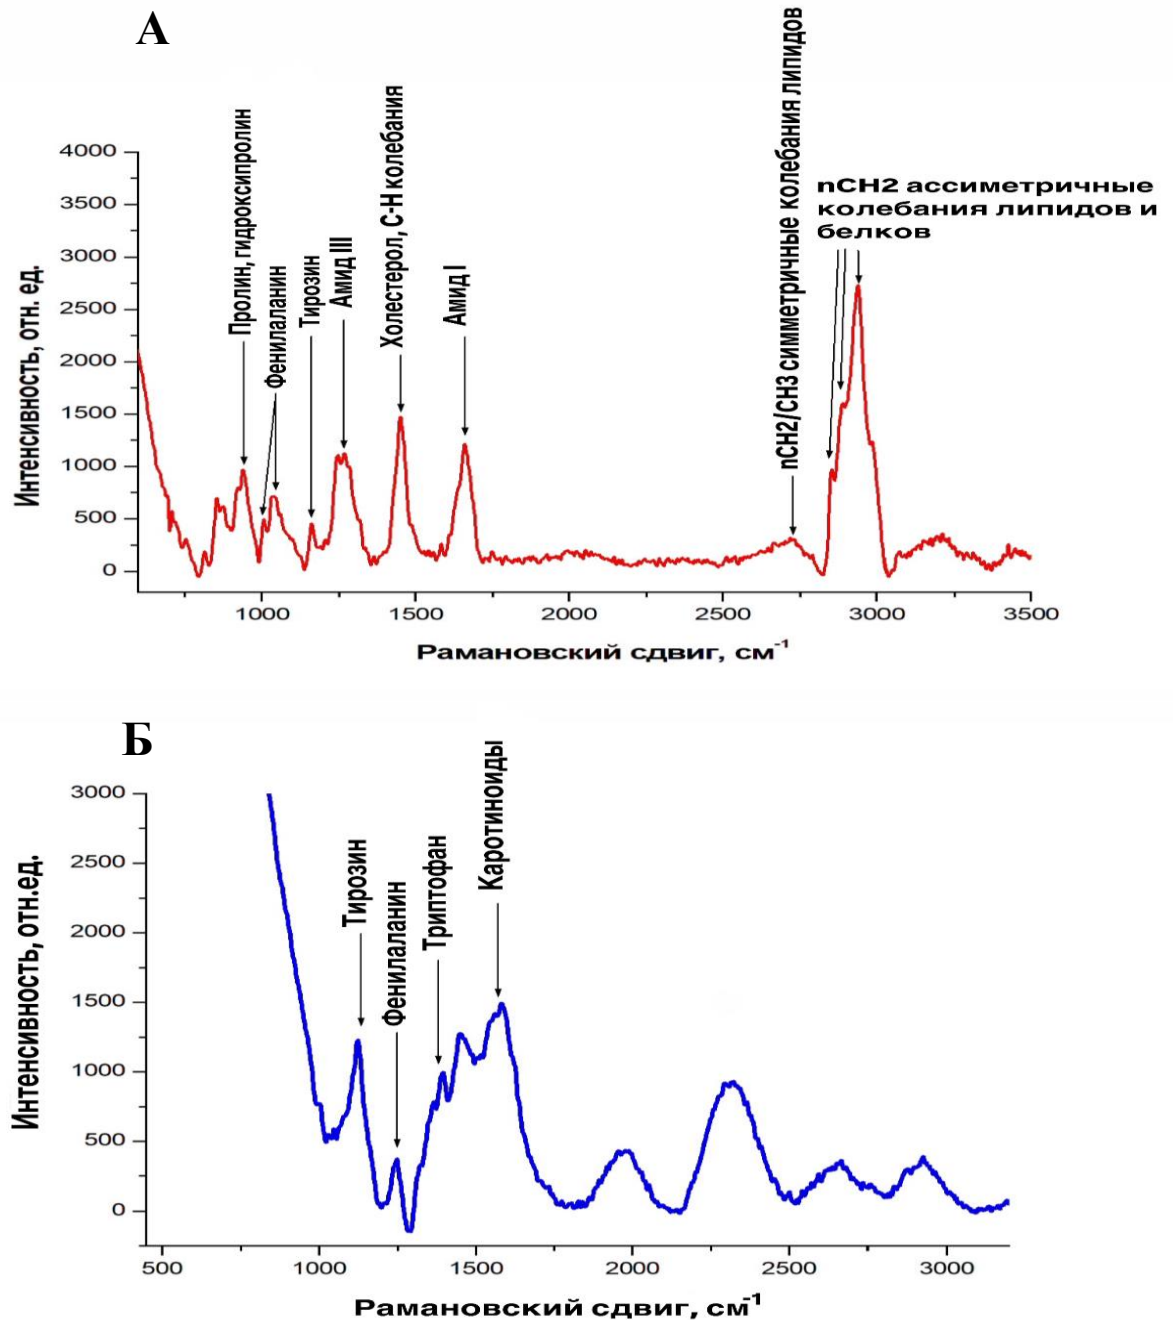 А
Пролин, гидроксипролин
Фенилаланин
Тирозин
Амид III
Холестерол, С-Н колебания
Амид I
nCH2/CH3 симметричные колебания липидов
nCH2 ассиметричные
колебания липидов и
белков
Интенсивность, отн. ед.
4000
3500
3000
2500
2000
1500
1000
500
0
1000 1500 2000 2500 3000 3500
Рамановский сдвиг, см-1
Б
Тирозин
Фенилаланин
Триптофан
Каротиноиды
Интенсивность, отн.ед.
3000
2500
2000
1500
1000
500
0
500 1000 1500 2000 2500 3000
Рамановский сдвиг, см-1